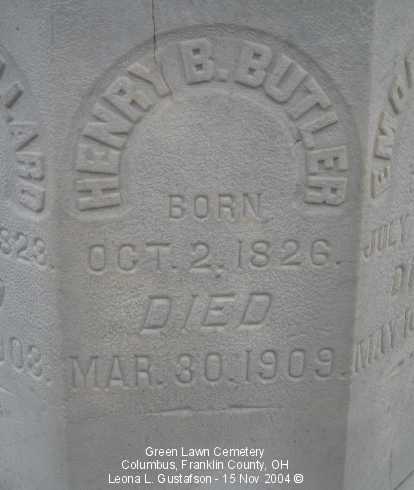 HENRY B. BUTLER
BORN
OCT. 2, 1826.
DIED
MAR. 30. 1909.
Green Lawn Cemetery
Columbus, Franklin County, OH
Leona L. Gustafson - 15 Nov 2004 ©